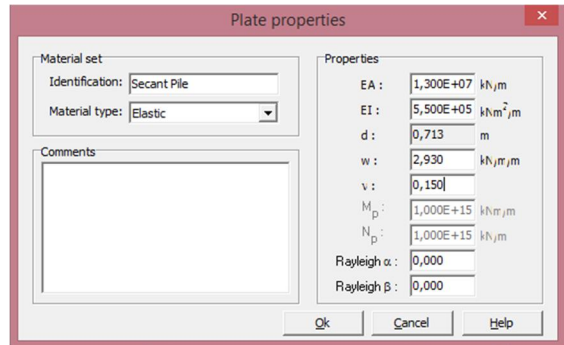 Plate properties
×
Material set
Identification: Secant Pile
Material type: Elastic
Comments
Properties
EA : 1,300E+07 kN/m
EI : 5,500E+05 kNm²/m
d : 0,713 m
w : 2,930 kN/m/m
ν : 0,150
Mp : 1,000E+15 kNm/m
Np : 1,000E+15 kN/m
Rayleigh α : 0,000
Rayleigh β : 0,000
Ok Cancel Help